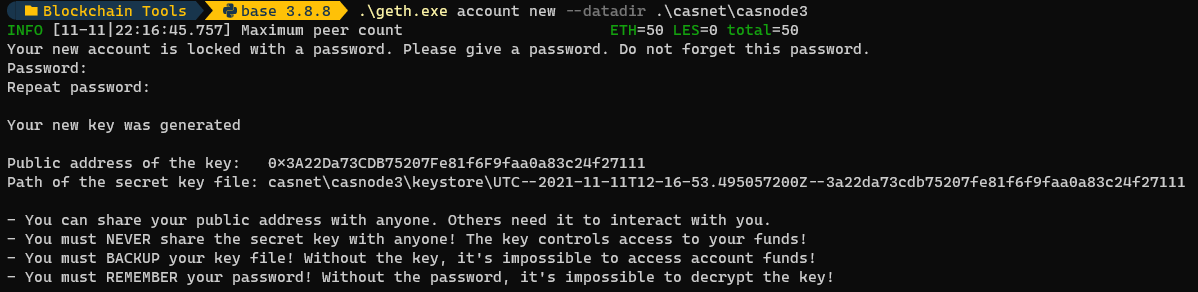 Blockchain Tools base 3.8.8 .\geth.exe account new --datadir .\casnet\casnode3
INFO [11-11|22:16:45.757] Maximum peer count ETH=50 LES=0 total=50
Your new account is locked with a password. Please give a password. Do not forget this password.
Password:
Repeat password:
Your new key was generated
Public address of the key: 0×3A22Da73CDB75207Fe81f6F9faa0a83c24f27111
Path of the secret key file: casnet\casnode3\keystore\UTC--2021-11-11T12-16-53.495057200Z--3a22da73cdb75207fe81f6f9faa0a83c24f27111
- You can share your public address with anyone. Others need it to interact with you.
- You must NEVER share the secret key with anyone! The key controls access to your funds!
- You must BACKUP your key file! Without the key, it's impossible to access account funds!
- You must REMEMBER your password! Without the password, it's impossible to decrypt the key!